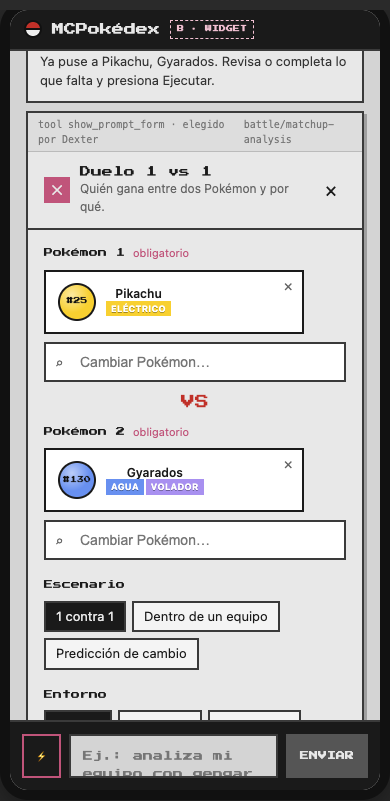 MCPokédex B · WIDGET
Ya puse a Pikachu, Gyarados. Revisa o completa lo
que falta y presiona Ejecutar.
tool show_prompt_form · elegido
por Dexter
battle/matchup-
analysis
Duelo 1 vs 1
Quién gana entre dos Pokémon y por
qué.
Pokémon 1 obligatorio
#25
Pikachu
ELÉCTRICO
Cambiar Pokémon...
VS
Pokémon 2 obligatorio
#130
Gyarados
AGUA VOLADOR
Cambiar Pokémon...
Escenario
1 contra 1 Dentro de un equipo
Predicción de cambio
Entorno
Ej.: analiza mi
equipo con gengar
ENVIAR